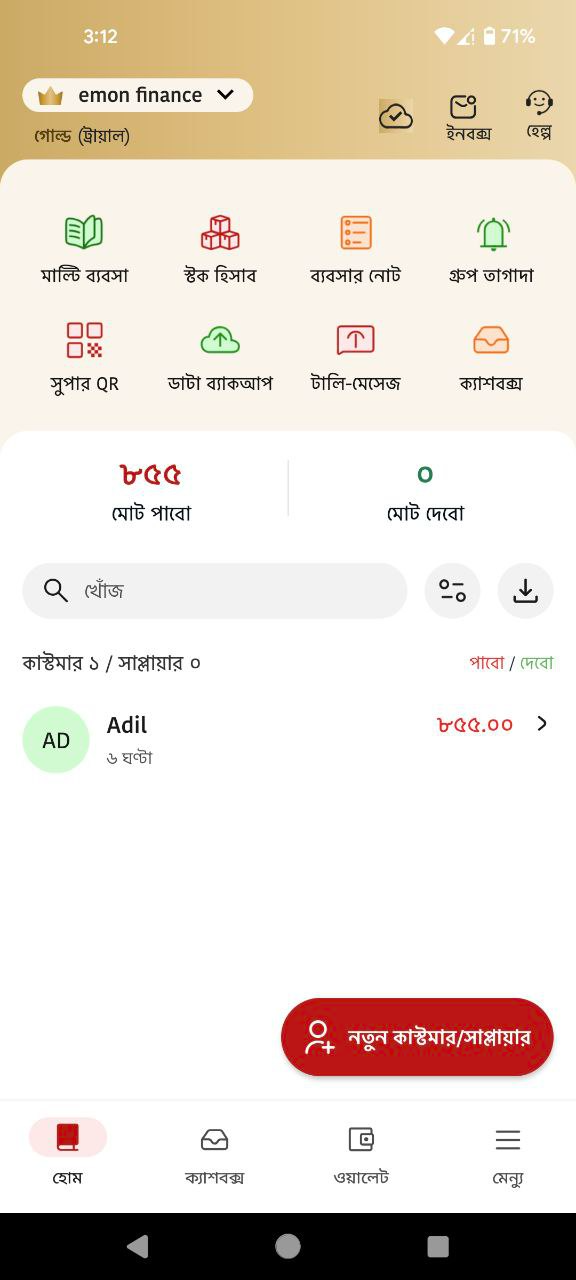 3:12
71%
emon finance
গোল্ড (ট্রায়াল)
ইনবক্স
হেল্প
মাল্টি ব্যবসা
স্টক হিসাব
ব্যবসার নোট
গ্রুপ তাগাদা
সুপার QR
ডাটা ব্যাকআপ
টালি-মেসেজ
ক্যাশবক্স
৮৫৫
০
মোট পাবো
মোট দেবো
খোঁজ
কাস্টমার ১ / সাপ্লায়ার ০
পাবো / দেবো
AD
Adil
৮৫৫.০০
৬ ঘণ্টা
নতুন কাস্টমার/সাপ্লায়ার
হোম
ক্যাশবক্স
ওয়ালেট
মেন্যু